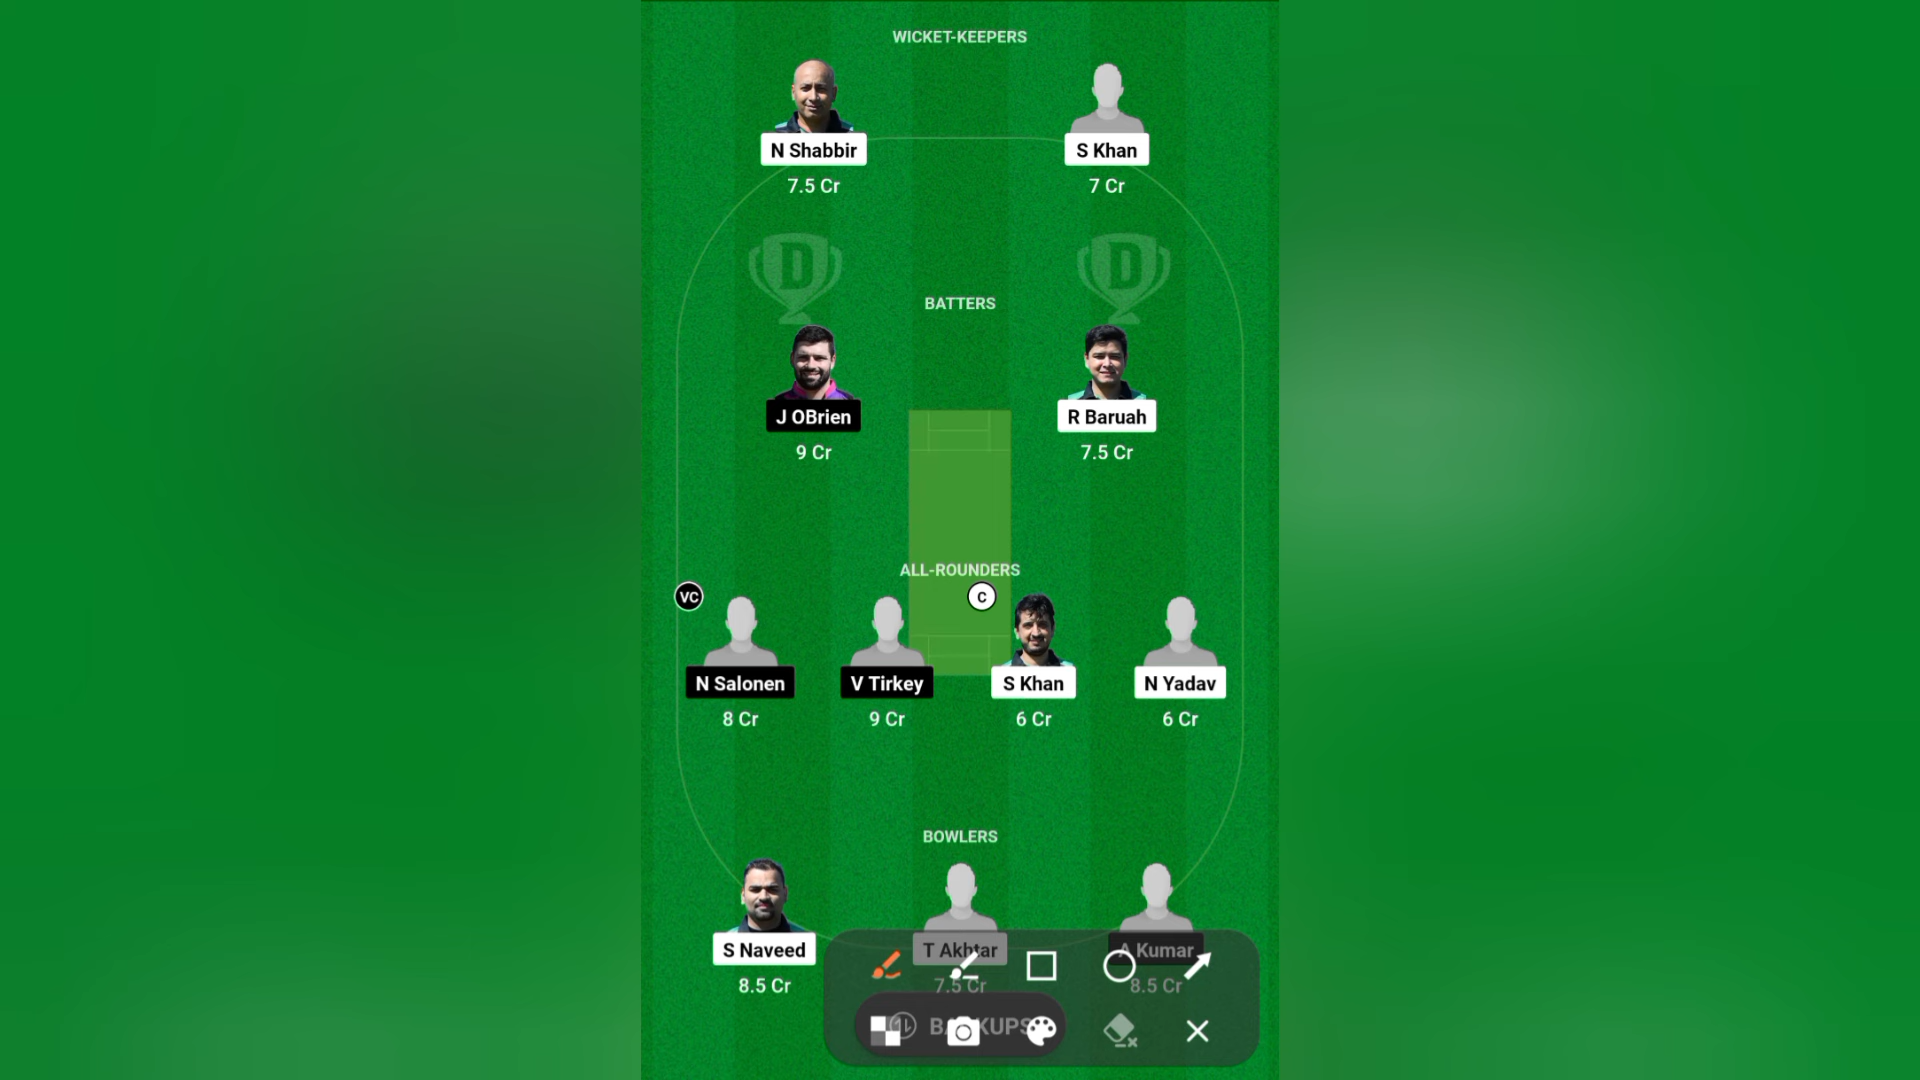 WICKET-KEEPERS
N Shabbir
S Khan
7.5 Cr
7 Cr
D
D
BATTERS
J OBrien
R Baruah
9 Cr
7.5 Cr
ALL-ROUNDERS
VC
C
N Salonen
V Tirkey
S Khan
N Yadav
8 Cr
9 Cr
6 Cr
6 Cr
BOWLERS
S Naveed
T Akhtar
A Kumar
8.5 Cr
7.5 Cr
8.5 Cr
BACKUPS